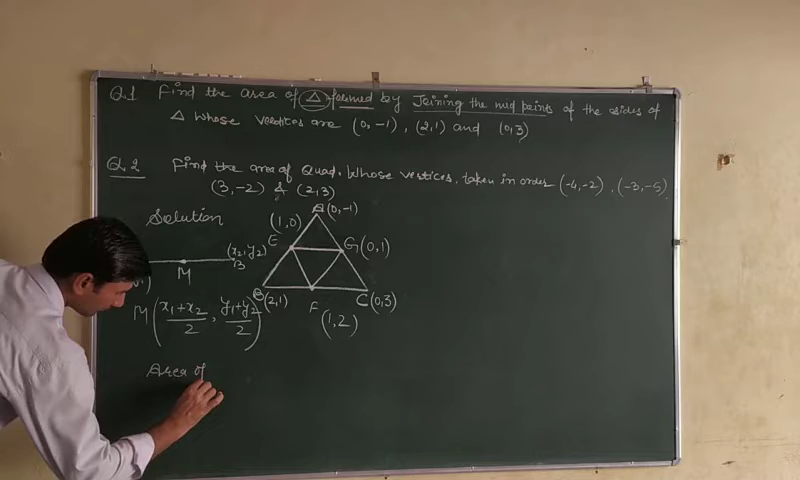 Q.1 Find the area of △ formed by Joining the mid points of the sides of
△ whose vertices are (0,-1), (2,1) and (0,3)
Q.2 Find the area of Quad. Whose vertices, taken in order (-4,-2), (-3,-5),
(3,-2) & (2,3)
Solution
A(0,-1)
(1,0)
E
G(0,1)
(x₂,y₂)
B
M
B(2,1)
F
C(0,3)
(1,2)
M(x₁+x₂/2, y₁+y₂/2)
Area of